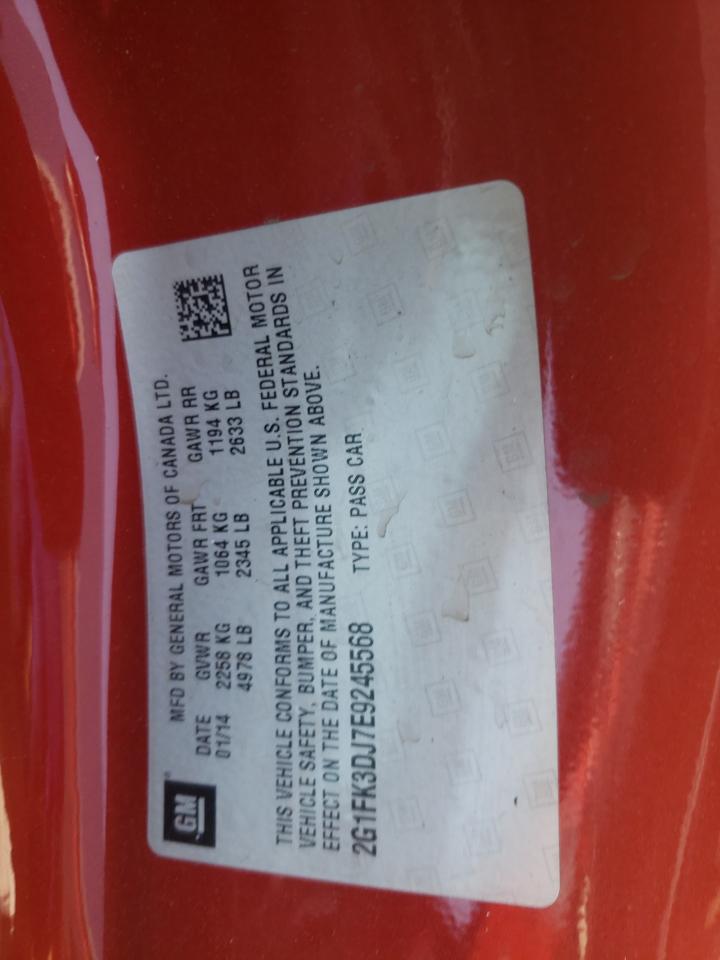 GM
MFD BY GENERAL MOTORS OF CANADA LTD.
DATE GVWR GAWR FRT GAWR RR
01/14 2258 KG 1064 KG 1194 KG
4978 LB 2345 LB 2633 LB
THIS VEHICLE CONFORMS TO ALL APPLICABLE U.S. FEDERAL MOTOR
VEHICLE SAFETY, BUMPER, AND THEFT PREVENTION STANDARDS IN
EFFECT ON THE DATE OF MANUFACTURE SHOWN ABOVE.
2G1FK3DJ7E9245568 TYPE: PASS CAR